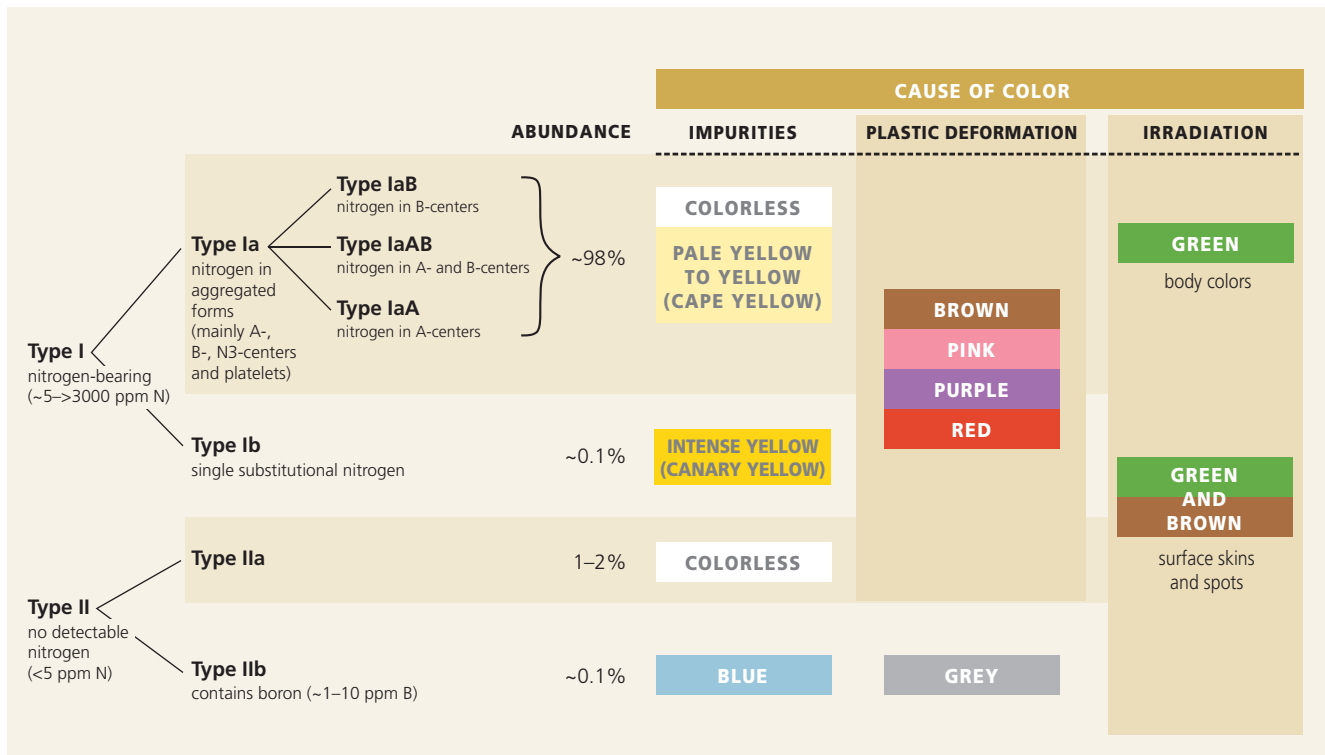 CAUSE OF COLOR
ABUNDANCE
IMPURITIES
PLASTIC DEFORMATION
IRRADIATION
Type I
nitrogen-bearing
(~5–>3000 ppm N)
Type Ia
nitrogen in
aggregated
forms
(mainly A-,
B-, N3-centers
and platelets)
Type IaB
nitrogen in B-centers
Type IaAB
nitrogen in A- and B-centers
Type IaA
nitrogen in A-centers
~98%
COLORLESS
PALE YELLOW
TO YELLOW
(CAPE YELLOW)
Type Ib
single substitutional nitrogen
~0.1%
INTENSE YELLOW
(CANARY YELLOW)
BROWN
PINK
PURPLE
RED
GREEN
body colors
GREEN
AND
BROWN
surface skins
and spots
Type II
no detectable
nitrogen
(<5 ppm N)
Type IIa
1–2%
COLORLESS
Type IIb
contains boron (~1–10 ppm B)
~0.1%
BLUE
GREY